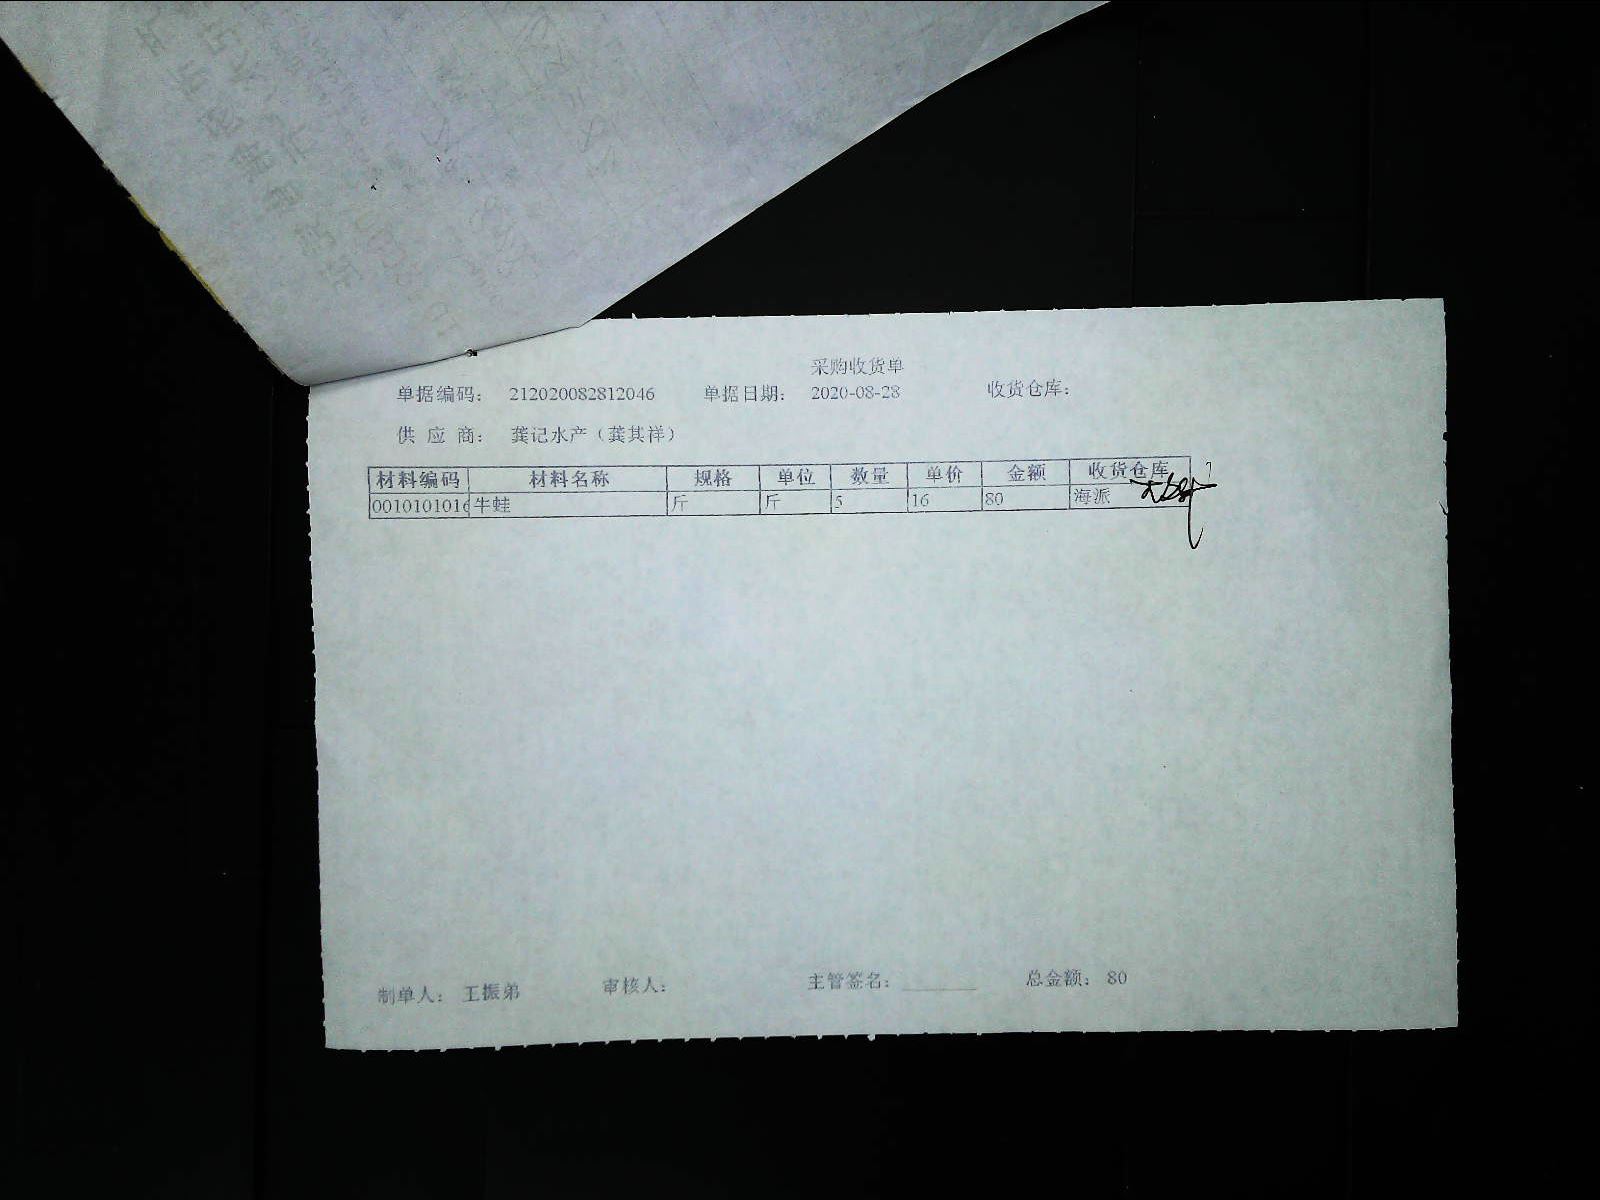 采购收货单
单据编码： 212020082812046 单据日期： 2020-08-28 收货仓库：
供 应 商： 龚记水产（龚其祥）
材料编码 材料名称 规格 单位 数量 单价 金额 收货仓库
0010101016 牛蛙 斤 斤 5 16 80 海派
制单人： 王振弟 审核人： 主管签名： 总金额： 80